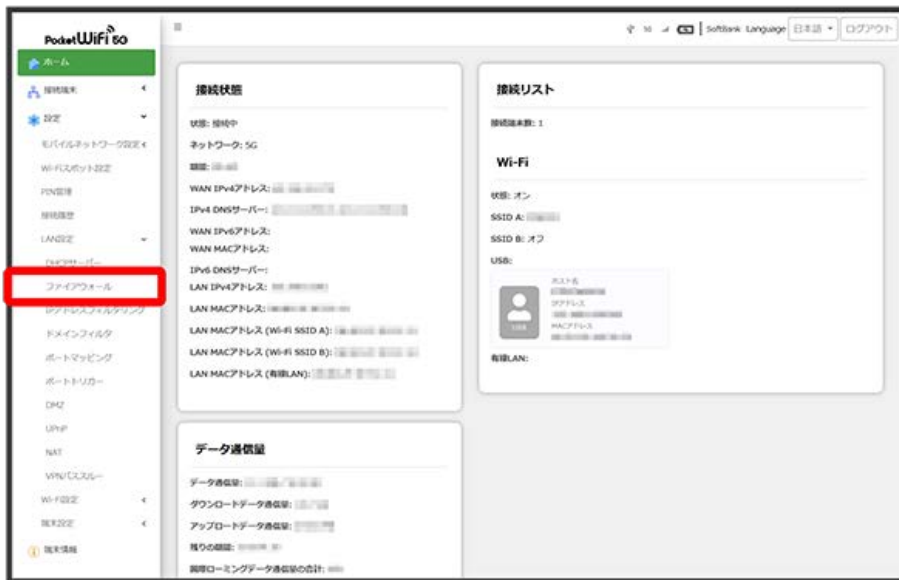 PocketWiFi 5G
SoftBank Language 日本語 ログアウト
ホーム
接続端末
設定
モバイルネットワーク設定
Wi-Fiスポット設定
PIN管理
接続履歴
LAN設定
DHCPサーバー
ファイアウォール
IPアドレスフィルタリング
ドメインフィルタ
ポートマッピング
ポートトリガー
DMZ
UPnP
NAT
VPNパススルー
Wi-Fi設定
端末設定
端末情報
接続状態
状態: 接続中
ネットワーク: 5G
期間:
WAN IPv4アドレス:
IPv4 DNSサーバー:
WAN IPv6アドレス:
WAN MACアドレス:
IPv6 DNSサーバー:
LAN IPv4アドレス:
LAN MACアドレス:
LAN MACアドレス (Wi-Fi SSID A):
LAN MACアドレス (Wi-Fi SSID B):
LAN MACアドレス (有線LAN):
データ通信量
データ通信量:
ダウンロードデータ通信量:
アップロードデータ通信量:
残りの期間:
国際ローミングデータ通信量の合計:
接続リスト
接続端末数: 1
Wi-Fi
状態: オン
SSID A:
SSID B: オフ
USB:
USB
ホスト名
IPアドレス
MACアドレス
有線LAN: